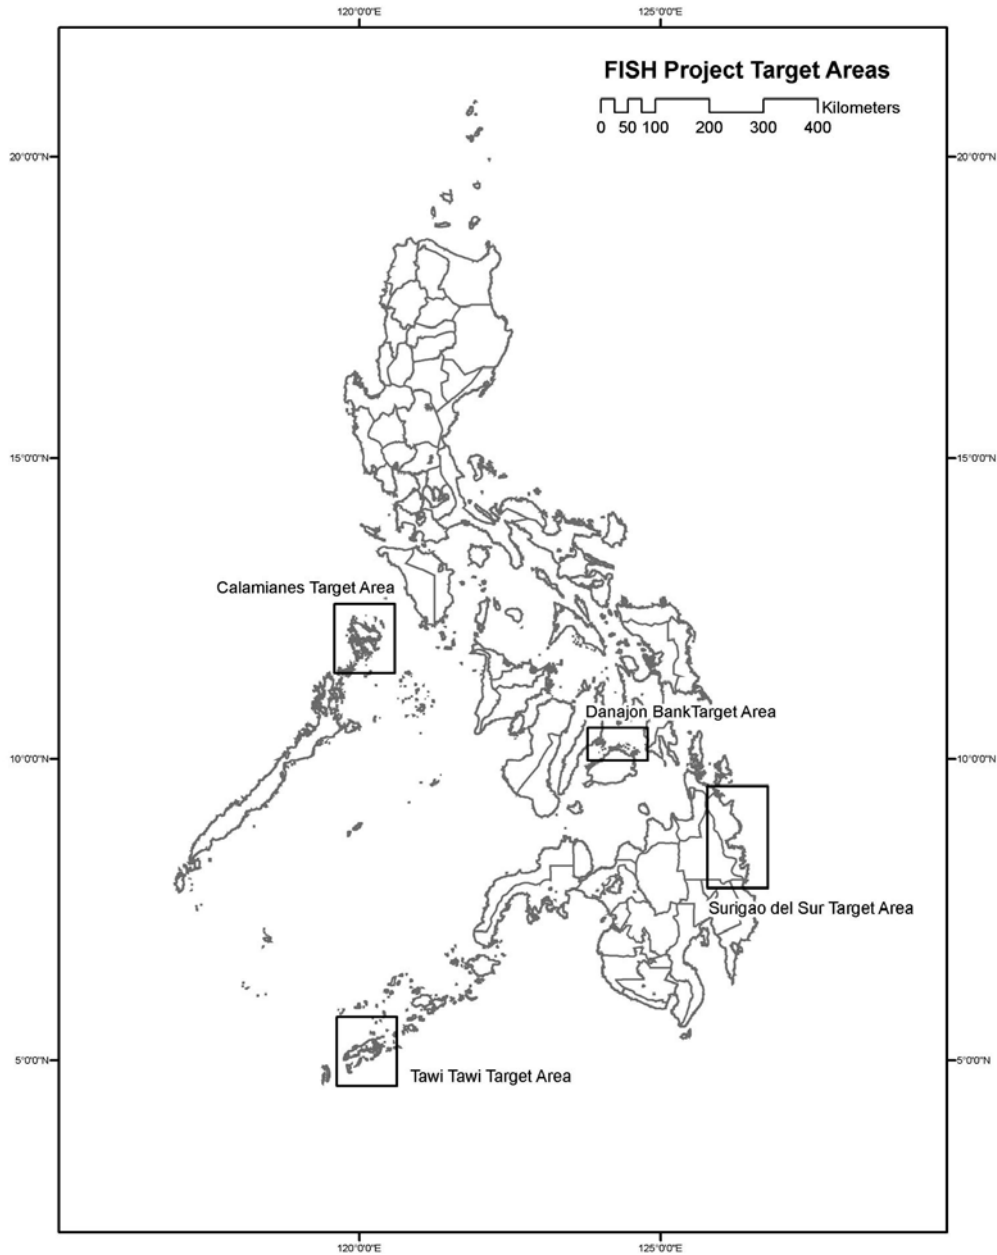 120°0'0"E
125°0'0"E
FISH Project Target Areas
Kilometers
0 50 100 200 300 400
20°0'0"N
20°0'0"N
15°0'0"N
15°0'0"N
Calamianes Target Area
Danajon BankTarget Area
10°0'0"N
10°0'0"N
Surigao del Sur Target Area
5°0'0"N
5°0'0"N
Tawi Tawi Target Area
120°0'0"E
125°0'0"E